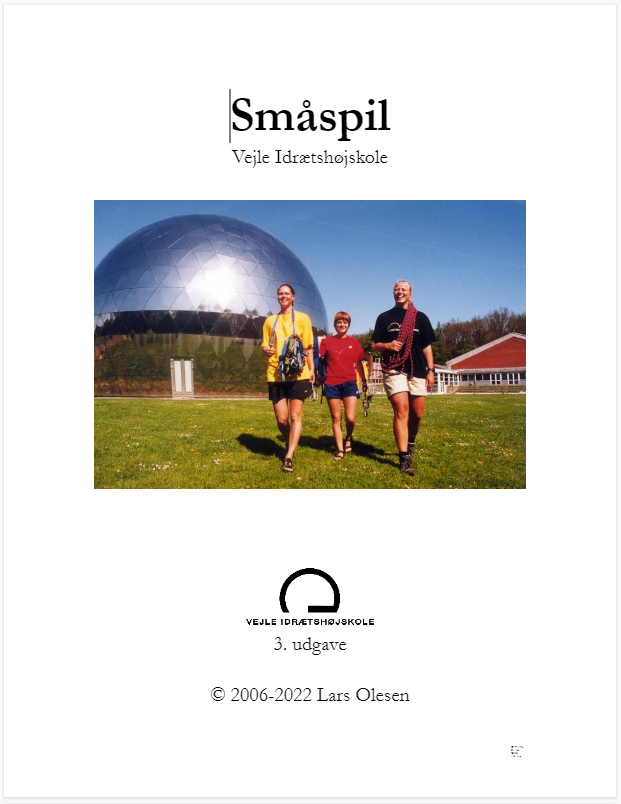 Småspil
Vejle Idrætshøjskole
VEJLE IDRÆTSHØJSKOLE
3. udgave
© 2006-2022 Lars Olesen